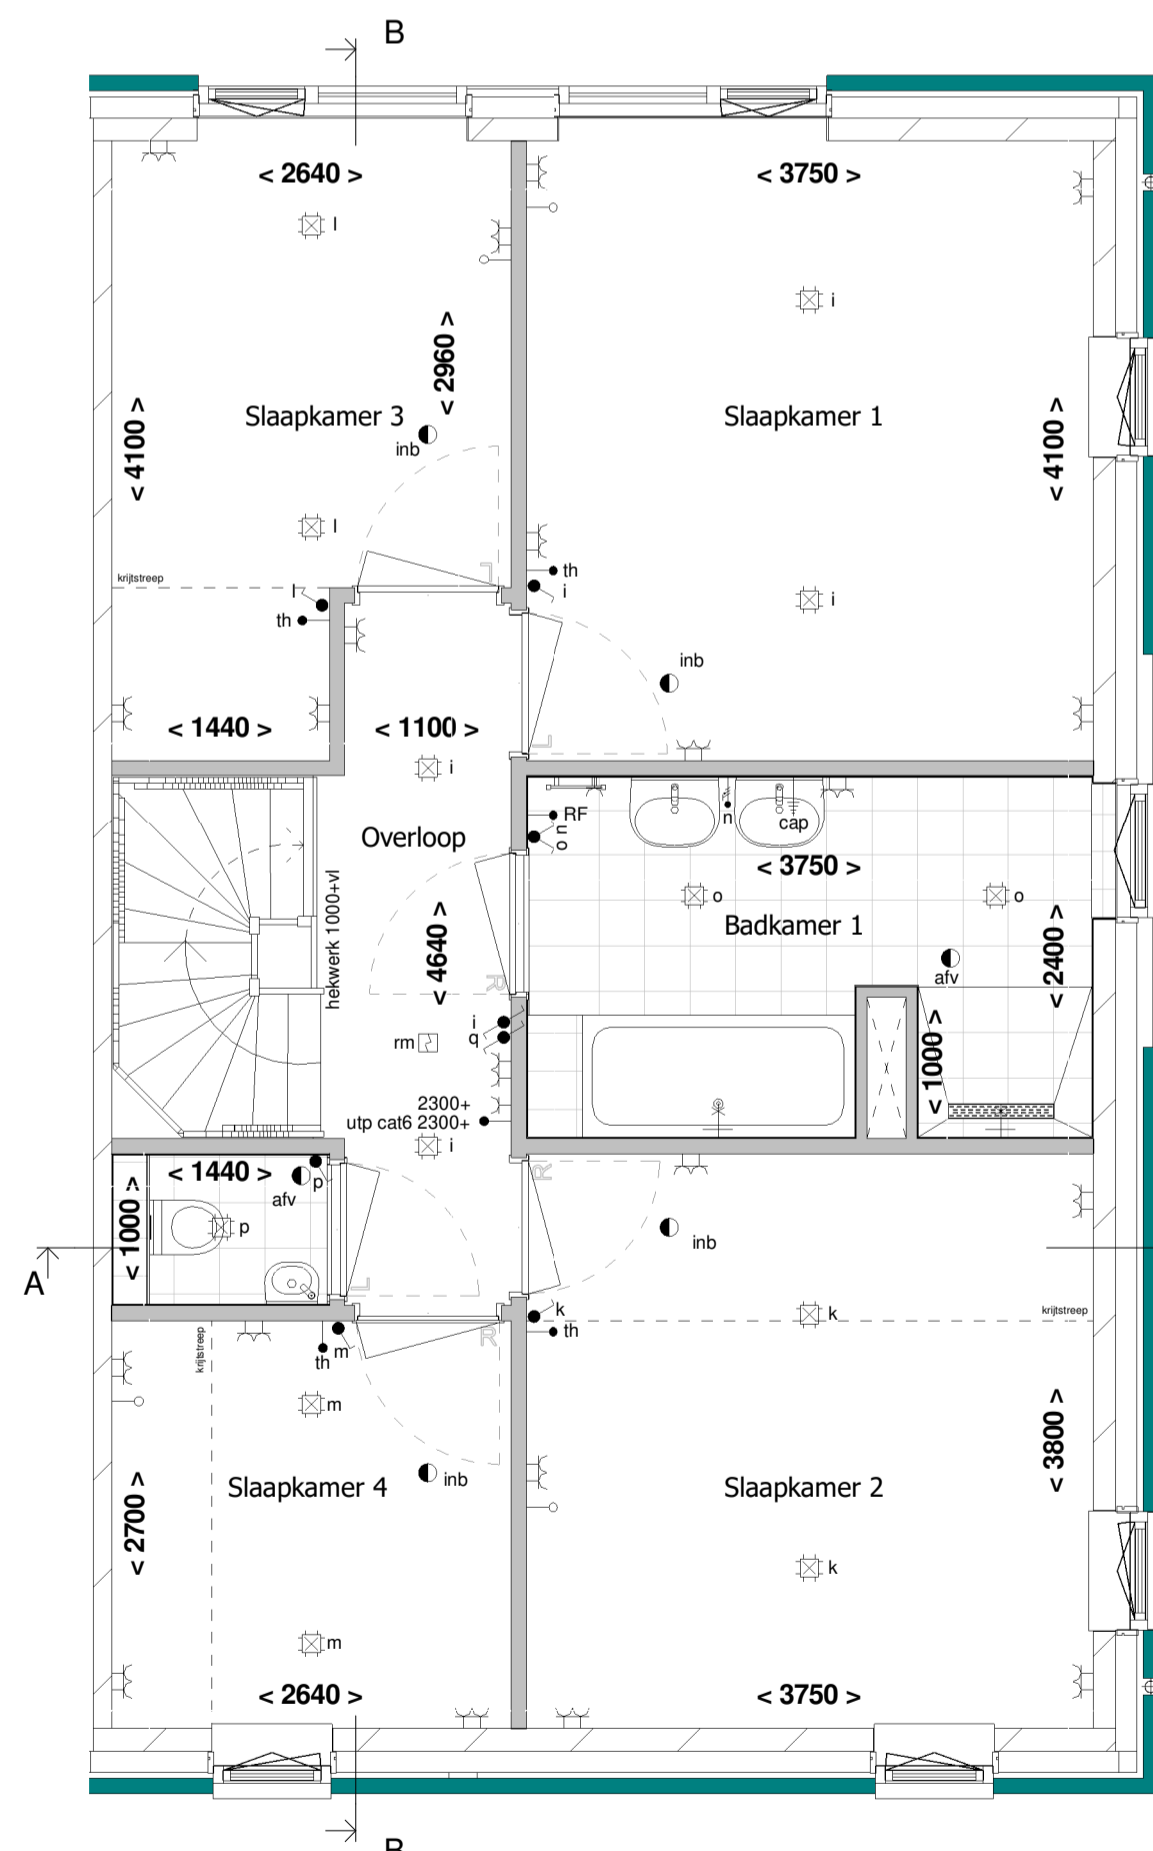 B
< 2640 >
< 3750 >
l
i
< 2960 >
Slaapkamer 3
Slaapkamer 1
inb
< 4100 >
< 4100 >
l
th
i
i
krijtstreep
l
th
inb
< 1440 >
< 1100 >
i
RF
n
o
n
cap
Overloop
< 3750 >
o
o
Badkamer 1
hekwerk 1000+vl
< 4640 >
< 2400 >
afv
L
L
R
i
q
rm
< 1000 >
2300+
utp cat6 2300+
i
< 1440 >
p
afv
R
< 1000 >
p
inb
A
L
k
th
k
krijtstreep
krijtstreep
th
m
R
m
< 3800 >
inb
Slaapkamer 4
Slaapkamer 2
< 2700 >
k
m
< 2640 >
< 3750 >
B